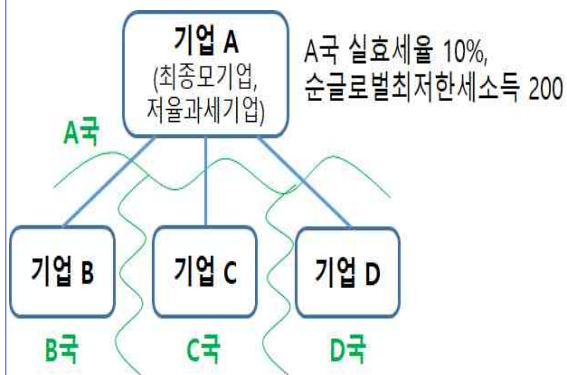 기업 A
(최종모기업,
저율과세기업)
A국 실효세율 10%,
순글로벌최저한세소득 200
A국
기업 B
기업 C
기업 D
B국
C국
D국